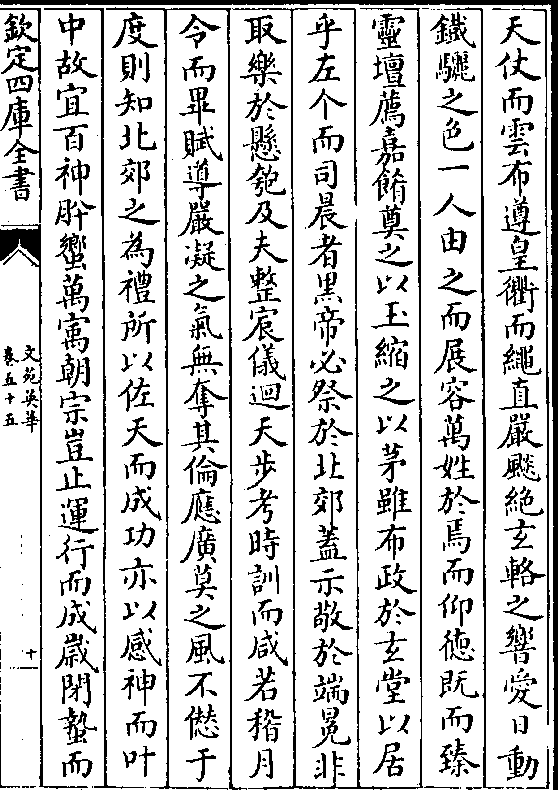 天仗而雲布遵皇衢而繩直嚴飈絶玄輅之響愛日動
鐵驪之色一人由之而展容萬姓於焉而仰德既而臻
靈壇薦嘉餚奠之以玉縮之以茅雖布政於玄堂以居
乎左个而司晨者黒帝必祭於北郊蓋示敬於端冕非
取樂於懸匏及夫整宸儀迴天步考時訓而咸若稽月
令而畢賦導嚴凝之氣無奪其倫應廣莫之風不愆于
度則知北郊之為禮所以佐天而成功亦以感神而叶
中故宜百神肸蠁萬㝢朝宗豈止運行而成嵗閉蟄而
欽定四庫全書
文苑英華
卷五十五
十